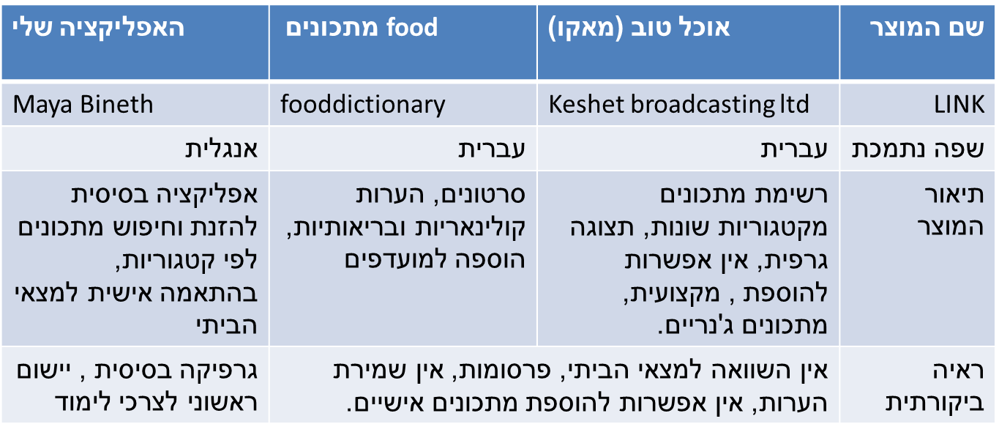 שם המוצר
אוכל טוב (מאקו)
food מתכונים
האפליקציה שלי
LINK
Keshet broadcasting ltd
fooddictionary
Maya Bineth
שפה נתמכת
עברית
עברית
אנגלית
תיאור
המוצר
רשימת מתכונים
מקטגוריות שונות, תצוגה
גרפית, אין אפשרות
להוספת , מקצועית,
מתכונים ג'נריים.
סרטונים, הערות
קולינאריות ובריאותיות,
הוספה למועדפים
אפליקציה בסיסית
להזנת וחיפוש מתכונים
לפי קטגוריות,
בהתאמה אישית למצאי
הביתי
ראיה
ביקורתית
אין השוואה למצאי הביתי, פרסומות, אין שמירת
הערות, אין אפשרות להוספת מתכונים אישיים.
גרפיקה בסיסית , יישום
ראשוני לצרכי לימוד